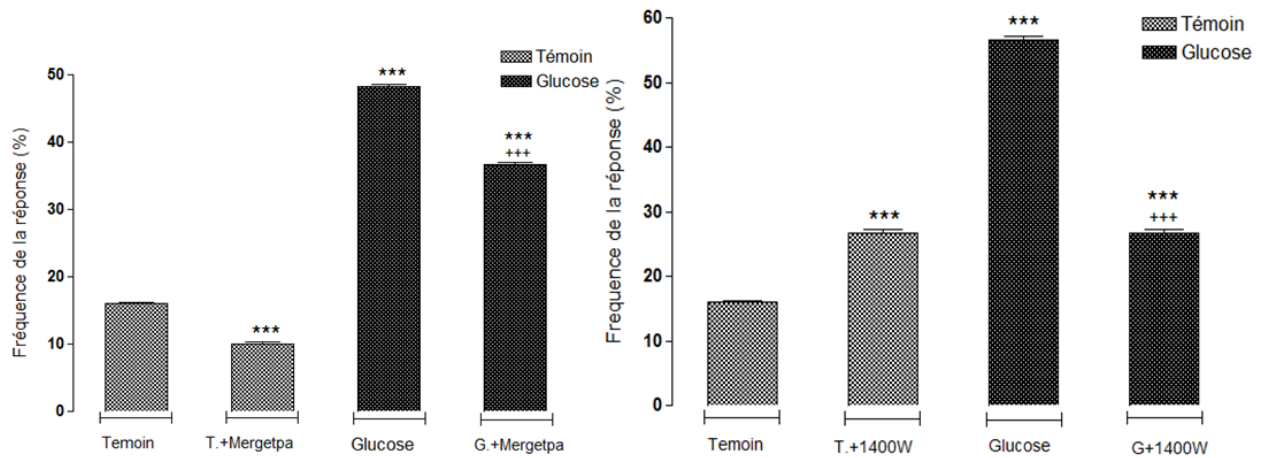 Témoin
Glucose
Fréquence de la réponse (%)
50
40
30
20
10
0
***
***
***
+++
Temoin
T.+Mergetpa
Glucose
G.+Mergetpa
Témoin
Glucose
Frequence de la réponse (%)
60
50
40
30
20
10
0
***
***
***
+++
Temoin
T.+1400W
Glucose
G+1400W